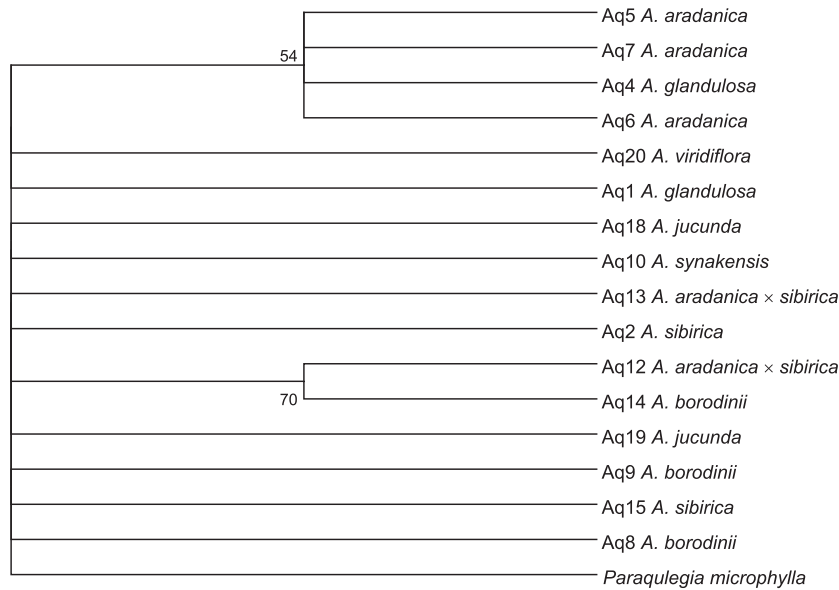 Aq5 A. aradanica
54
Aq7 A. aradanica
Aq4 A. glandulosa
Aq6 A. aradanica
Aq20 A. viridiflora
Aq1 A. glandulosa
Aq18 A. jucunda
Aq10 A. synakensis
Aq13 A. aradanica × sibirica
Aq2 A. sibirica
Aq12 A. aradanica × sibirica
70
Aq14 A. borodinii
Aq19 A. jucunda
Aq9 A. borodinii
Aq15 A. sibirica
Aq8 A. borodinii
Paraqulegia microphylla